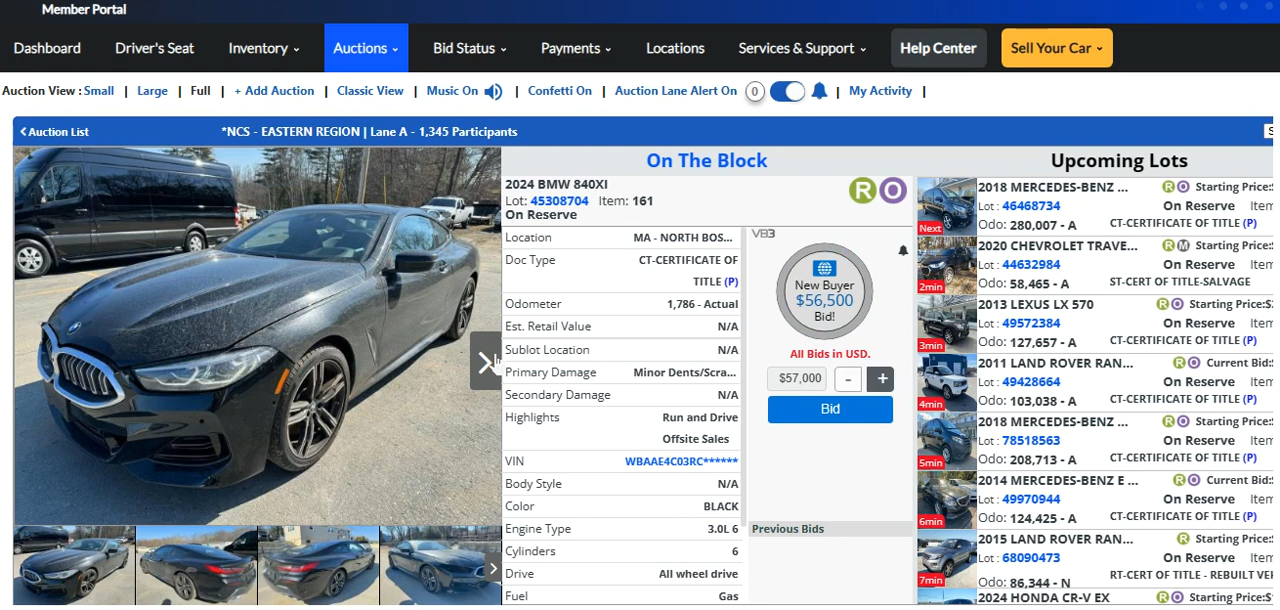 Member Portal
Dashboard Driver's Seat Inventory Auctions Bid Status Payments Locations Services & Support Help Center Sell Your Car
Auction View : Small | Large | Full | + Add Auction | Classic View | Music On | Confetti On | Auction Lane Alert On 0 | My Activity |
Auction List *NCS - EASTERN REGION | Lane A - 1,345 Participants
On The Block
2024 BMW 840XI
Lot: 45308704 Item: 161
On Reserve
R O
Location MA - NORTH BOS...
Doc Type CT-CERTIFICATE OF
TITLE (P)
Odometer 1,786 - Actual
Est. Retail Value N/A
Sublot Location N/A
Primary Damage Minor Dents/Scra...
Secondary Damage N/A
Highlights Run and Drive
Offsite Sales
VIN WBAAE4C03RC******
Body Style N/A
Color BLACK
Engine Type 3.0L 6
Cylinders 6
Drive All wheel drive
Fuel Gas
VB3
New Buyer
$56,500
Bid!
All Bids in USD.
$57,000 - +
Bid
Previous Bids
Upcoming Lots
2018 MERCEDES-BENZ ... R O Starting Price:
Lot : 46468734 On Reserve Item
Next Odo: 280,007 - A CT-CERTIFICATE OF TITLE (P)
2020 CHEVROLET TRAVE... R M Starting Price:
Lot : 44632984 On Reserve Item
2min Odo: 58,465 - A ST-CERT OF TITLE-SALVAGE
2013 LEXUS LX 570 R O Starting Price:
Lot : 49572384 On Reserve Item
3min Odo: 127,657 - A CT-CERTIFICATE OF TITLE (P)
2011 LAND ROVER RAN... R O Current Bid:
Lot : 49428664 On Reserve Item
4min Odo: 103,038 - A CT-CERTIFICATE OF TITLE (P)
2018 MERCEDES-BENZ ... R O Starting Price:
Lot : 78518563 On Reserve Item
5min Odo: 208,713 - A CT-CERTIFICATE OF TITLE (P)
2014 MERCEDES-BENZ E ... R O Current Bid:
Lot : 49970944 On Reserve Item
6min Odo: 124,425 - A CT-CERTIFICATE OF TITLE (P)
2015 LAND ROVER RAN... R Starting Price:
Lot : 68090473 On Reserve Item
7min Odo: 86,344 - N RT-CERT OF TITLE - REBUILT VEH
2024 HONDA CR-V EX R O Starting Price: